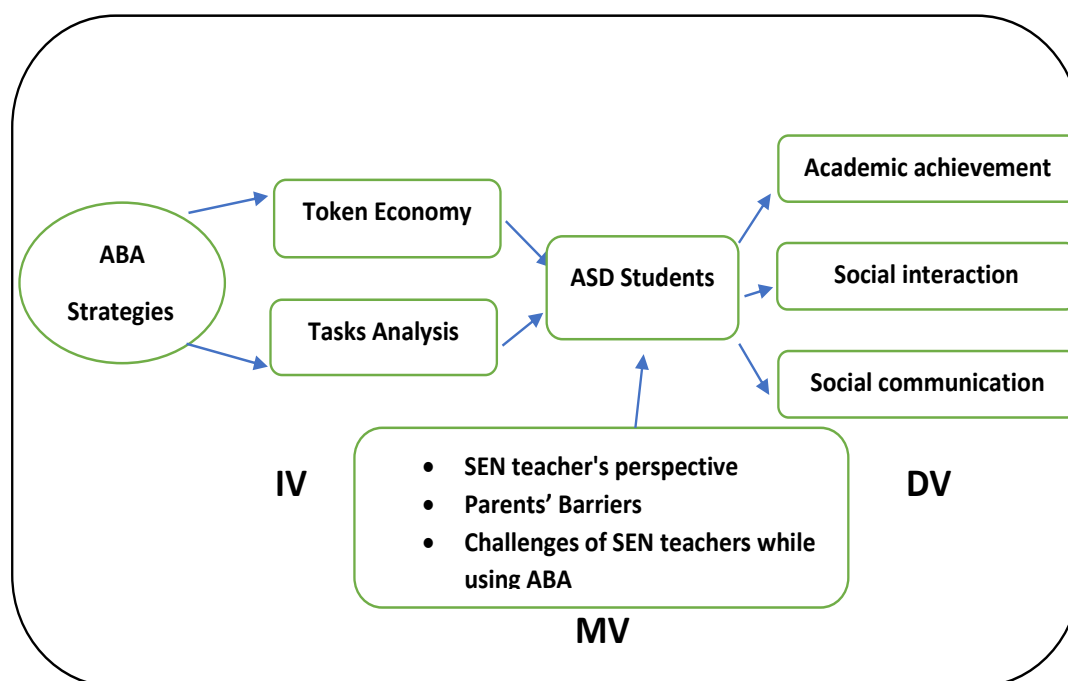 ABA
Strategies
Token Economy
Tasks Analysis
ASD Students
Academic achievement
Social interaction
Social communication
IV
• SEN teacher's perspective
• Parents’ Barriers
• Challenges of SEN teachers while
using ABA
DV
MV